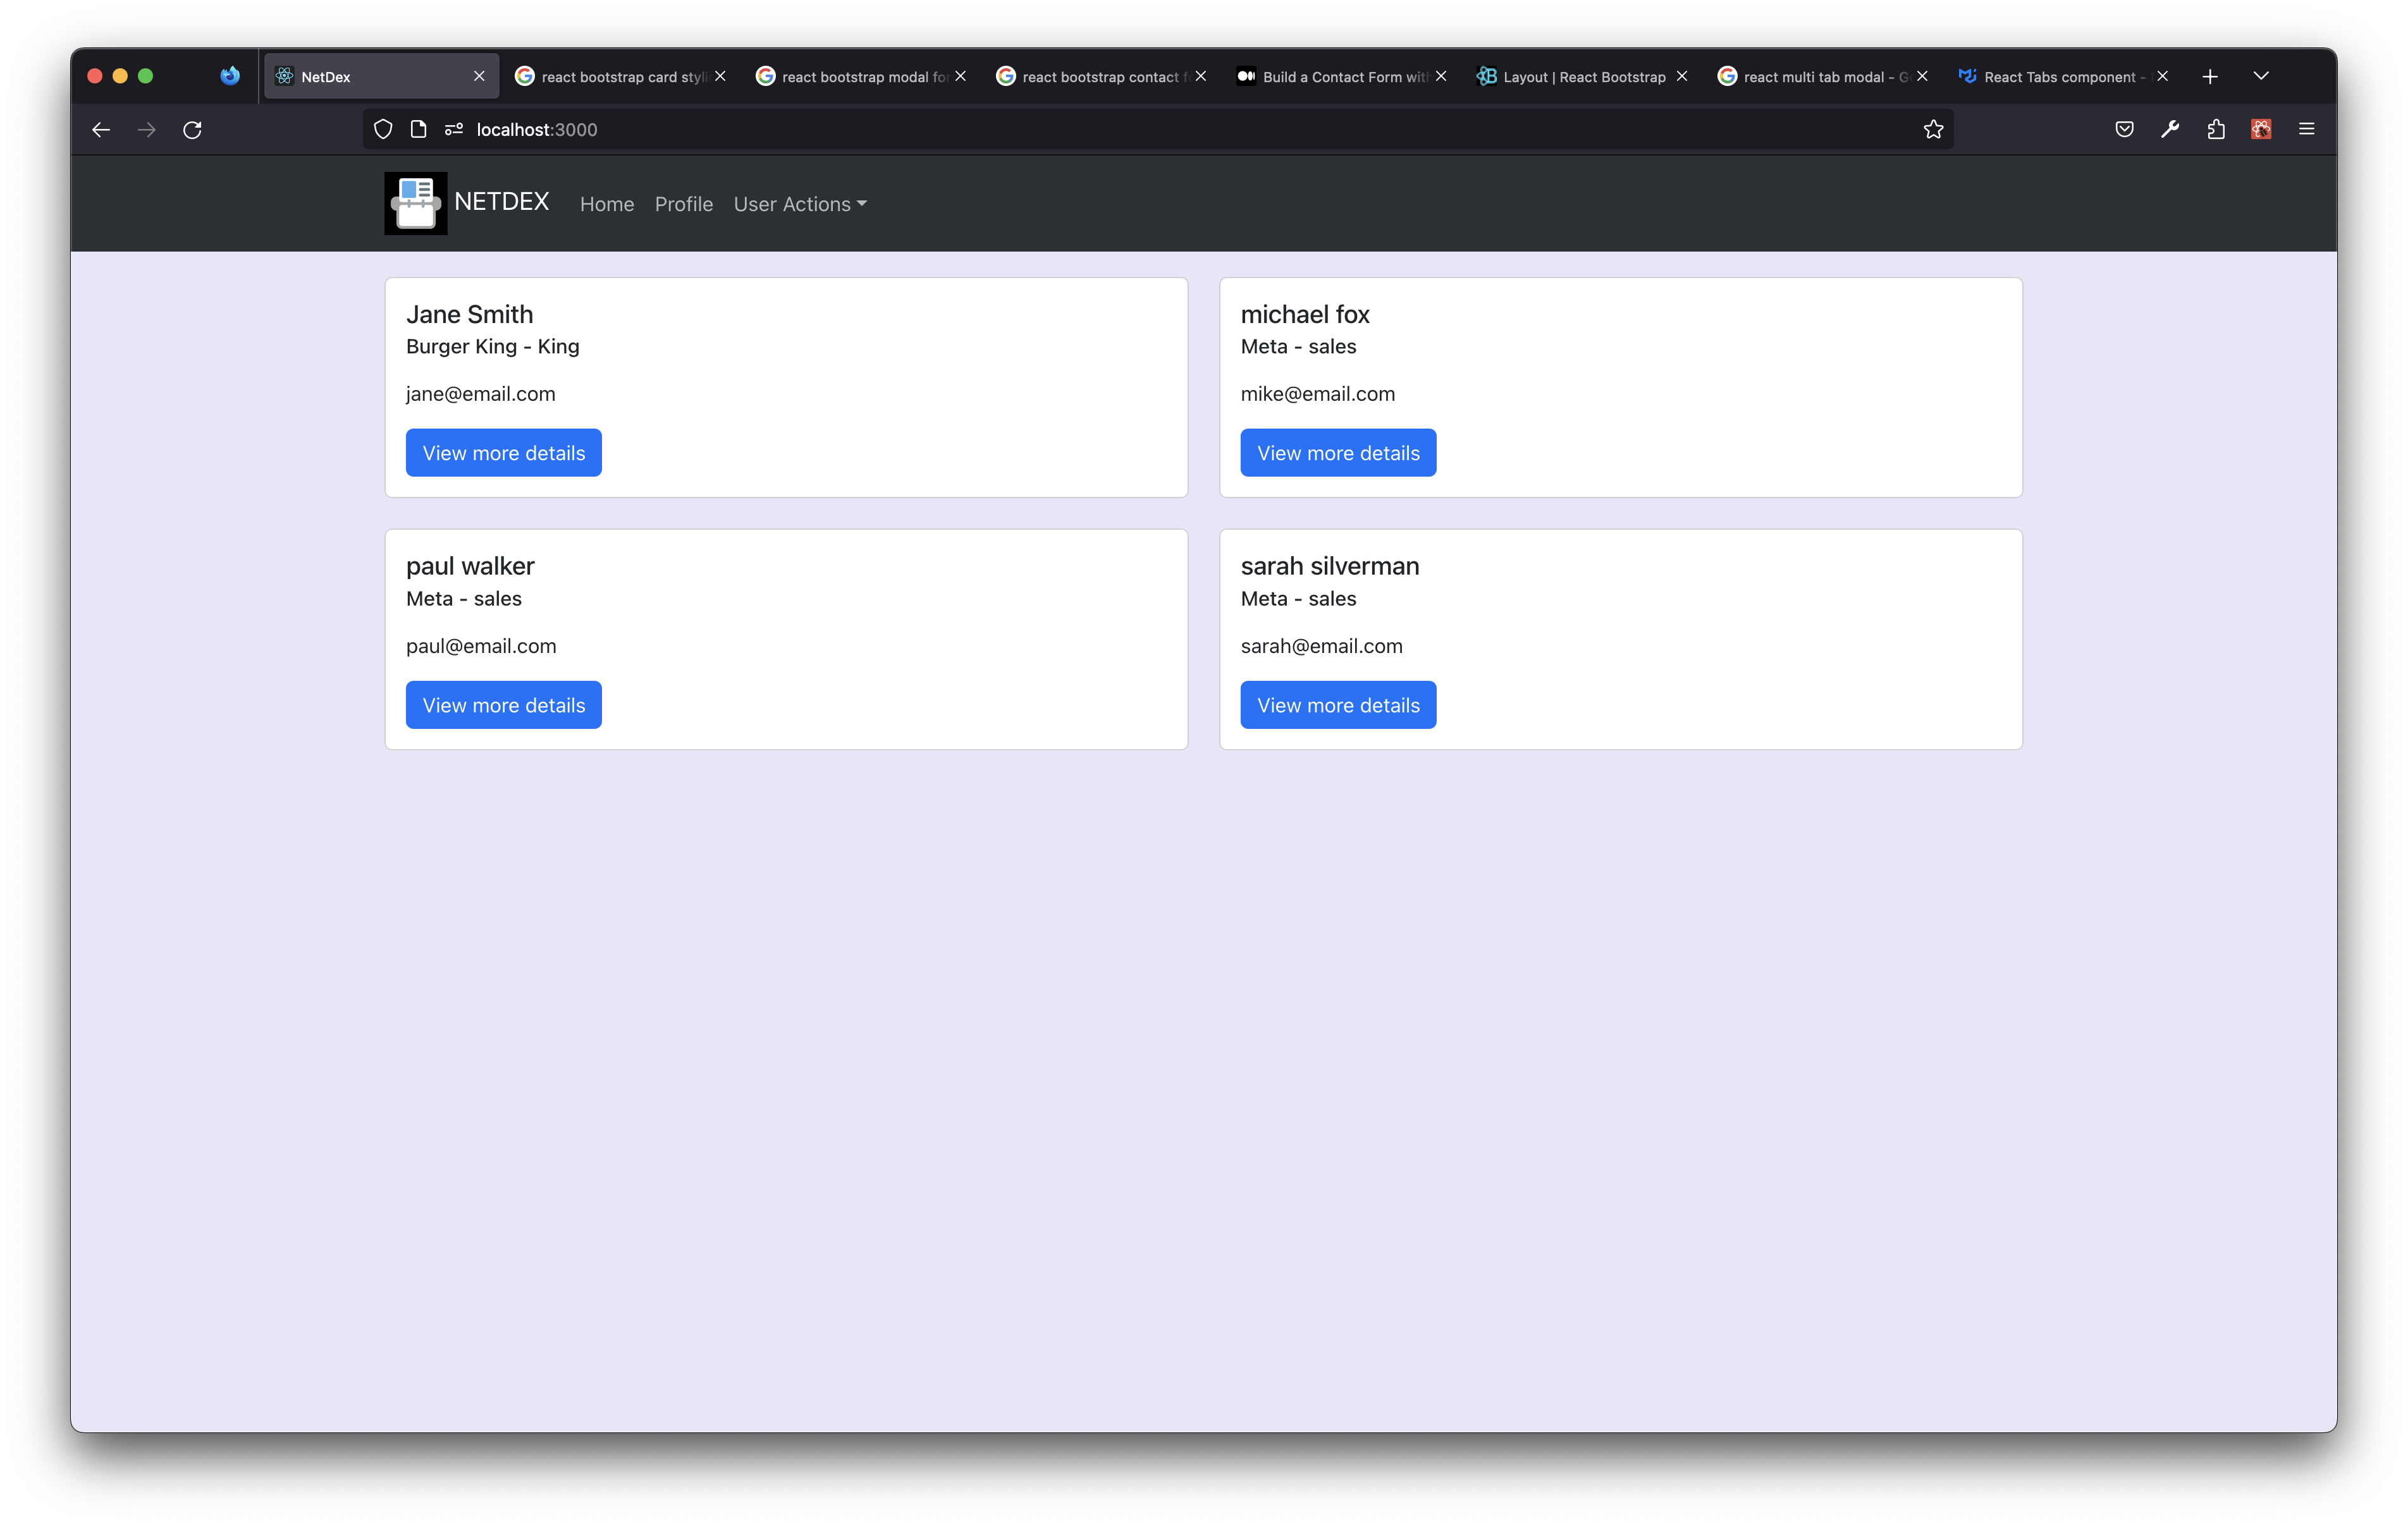 NetDex
react bootstrap card styli
react bootstrap modal for
react bootstrap contact f
Build a Contact Form with
Layout | React Bootstrap
react multi tab modal - G
React Tabs component -
localhost:3000
NETDEX Home Profile User Actions
Jane Smith
Burger King - King
jane@email.com
View more details
michael fox
Meta - sales
mike@email.com
View more details
paul walker
Meta - sales
paul@email.com
View more details
sarah silverman
Meta - sales
sarah@email.com
View more details